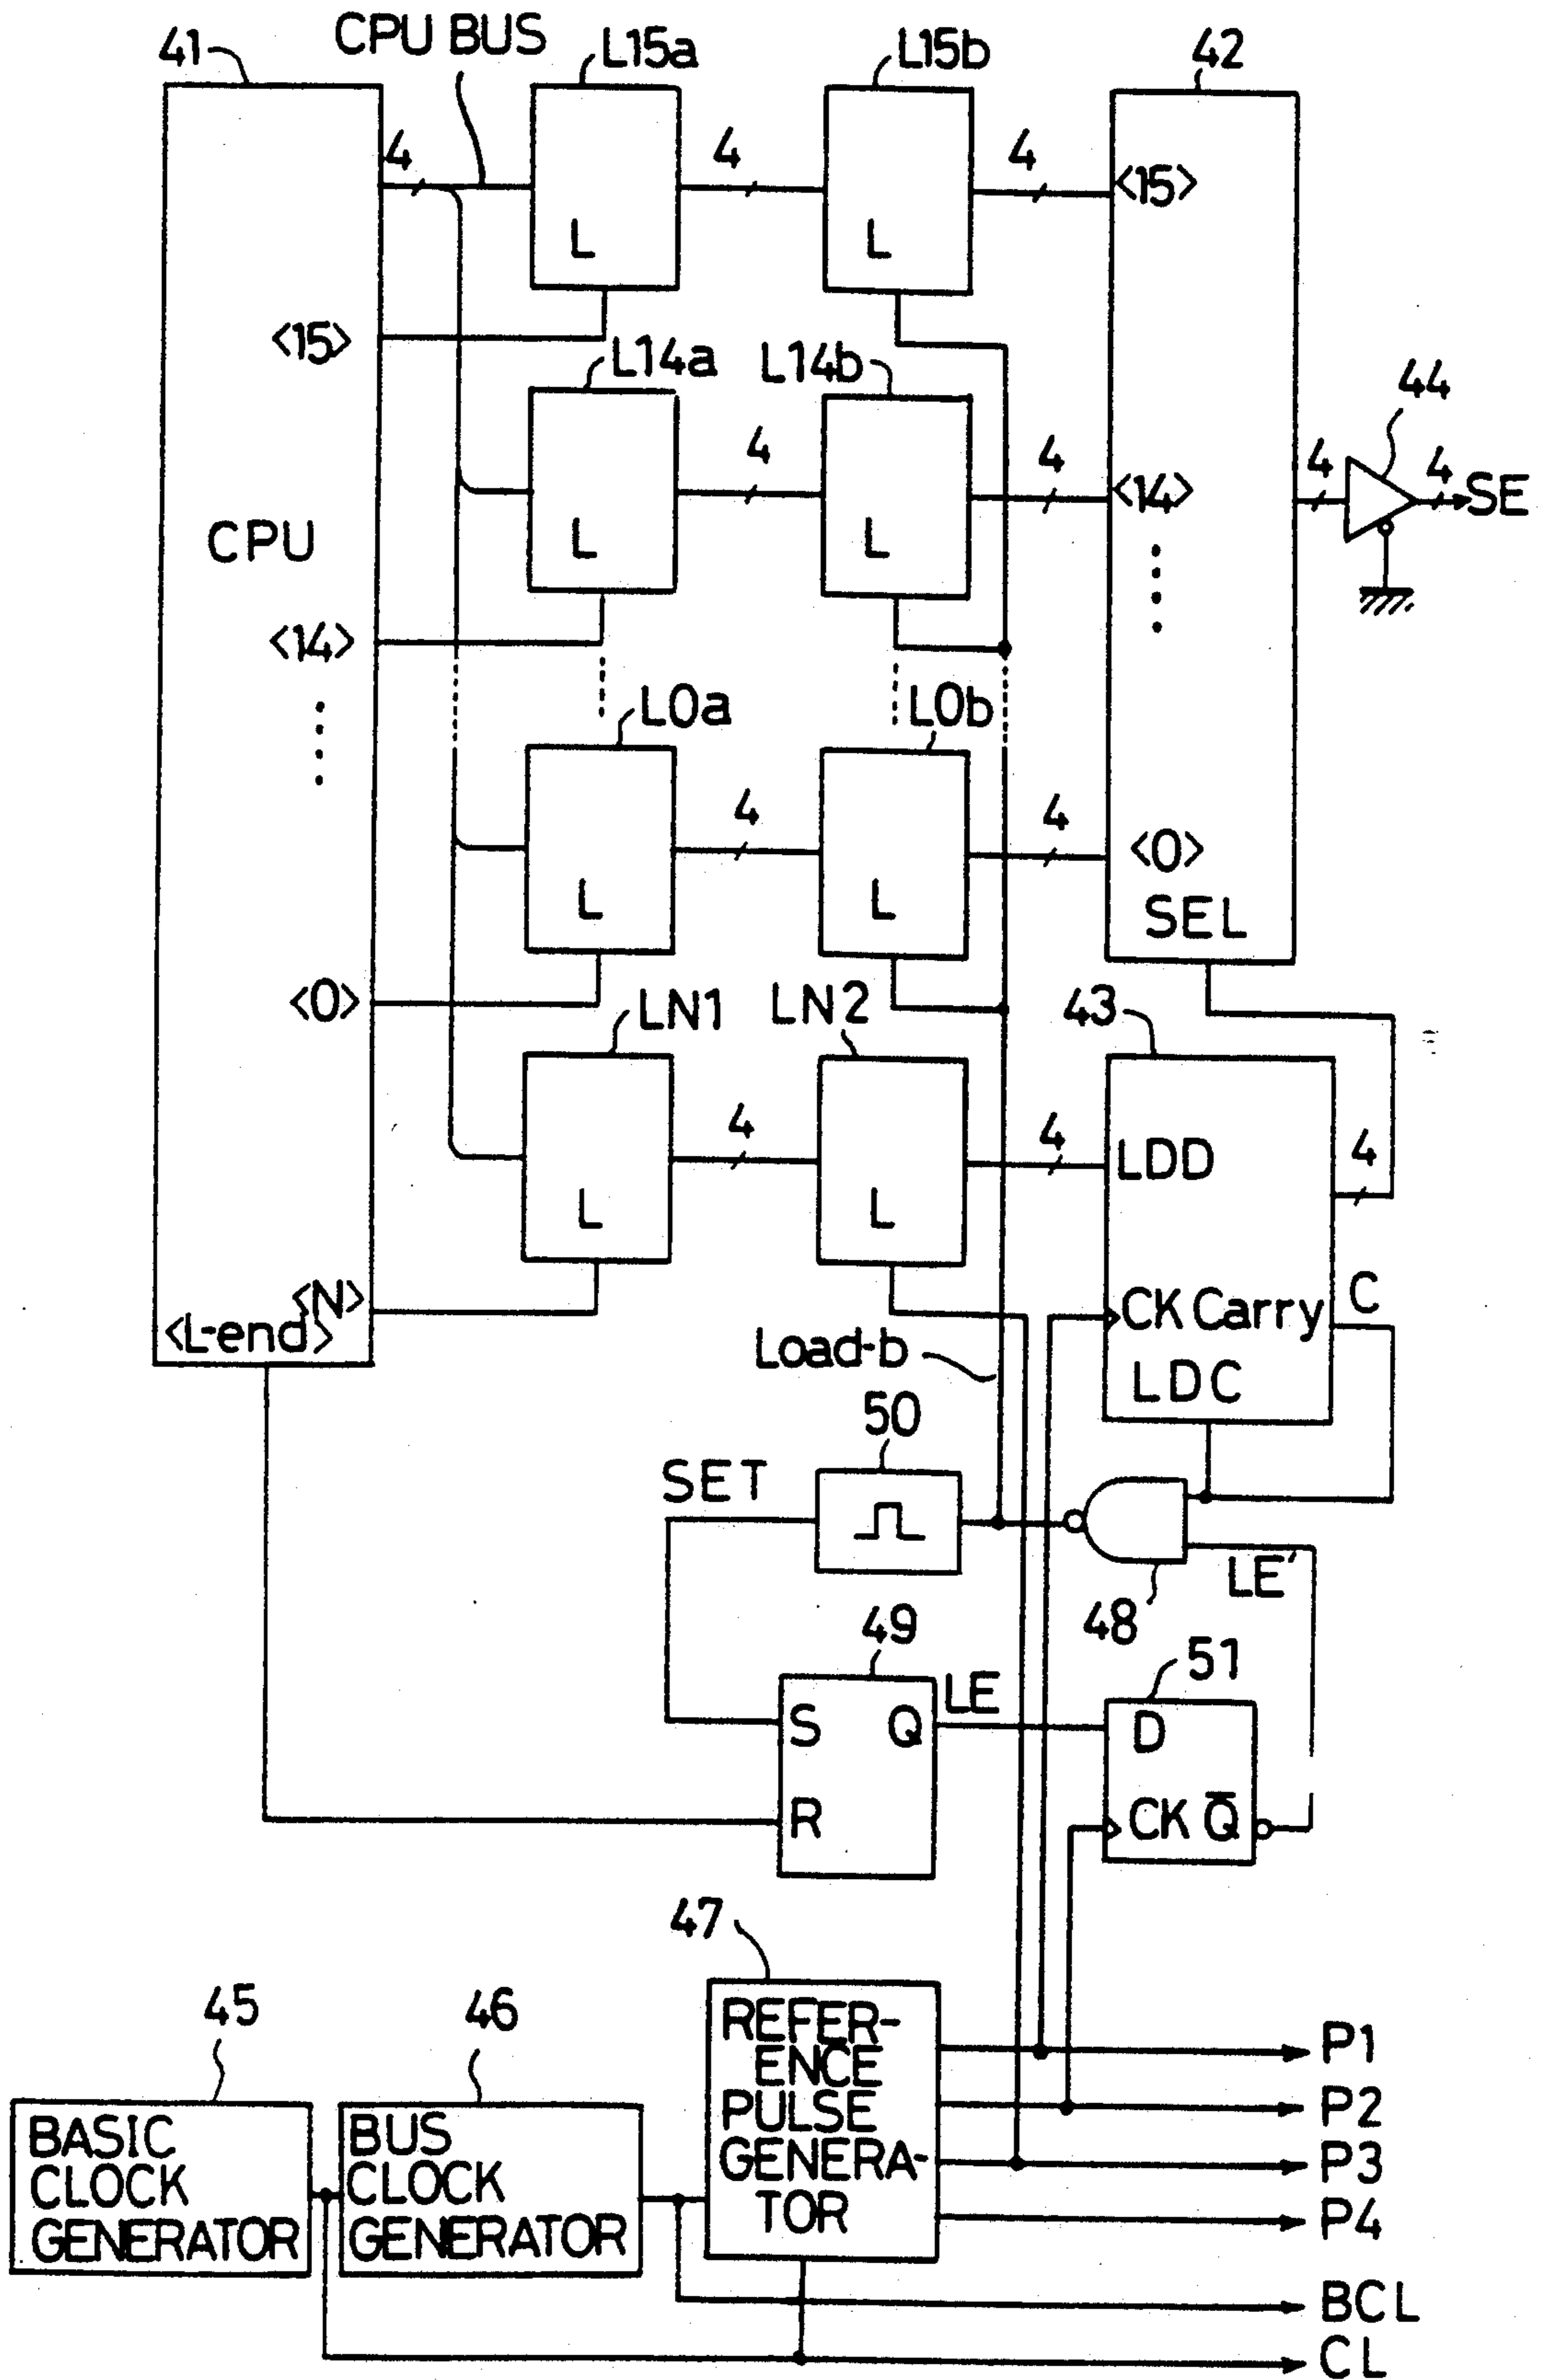 41
CPU BUS
L15a
L15b
42
4
4
4
<15>
L
L
<15>
L14a
L14b
44
4
4
<14>
4
4
SE
CPU
L
L
<14>
L0a
L0b
4
4
<0>
L
L
SEL
<0>
LN1
LN2
43
4
4
LDD
4
L
L
<N>
CK Carry
C
<L-end>
Load-b
LDC
50
SET
LE'
48
49
51
S
Q
LE
D
R
CK Q̅
47
45
46
REFER-
ENCE
PULSE
GENERA-
TOR
P1
BASIC
CLOCK
GENERATOR
BUS
CLOCK
GENERATOR
P2
P3
P4
BCL
CL